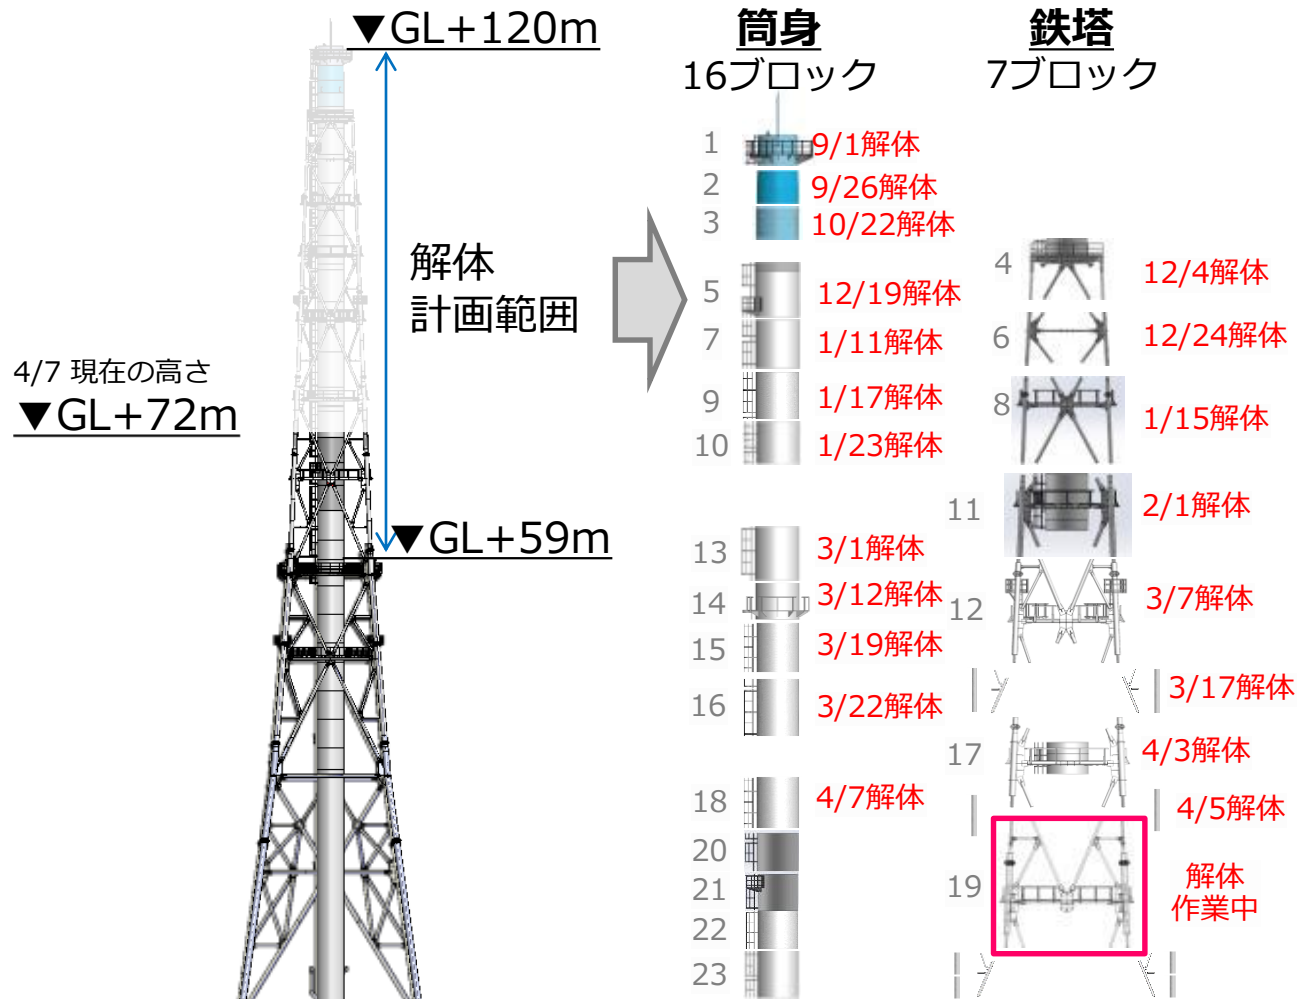 ▼GL+120m
解体
計画範囲
4/7 現在の高さ
▼GL+72m
▼GL+59m
筒身
16ブロック
1 9/1解体
2 9/26解体
3 10/22解体
5 12/19解体
7 1/11解体
9 1/17解体
10 1/23解体
13 3/1解体
14 3/12解体
15 3/19解体
16 3/22解体
18 4/7解体
20
21
22
23
鉄塔
7ブロック
4 12/4解体
6 12/24解体
8 1/15解体
11 2/1解体
12 3/7解体
3/17解体
17 4/3解体
4/5解体
19 解体
作業中